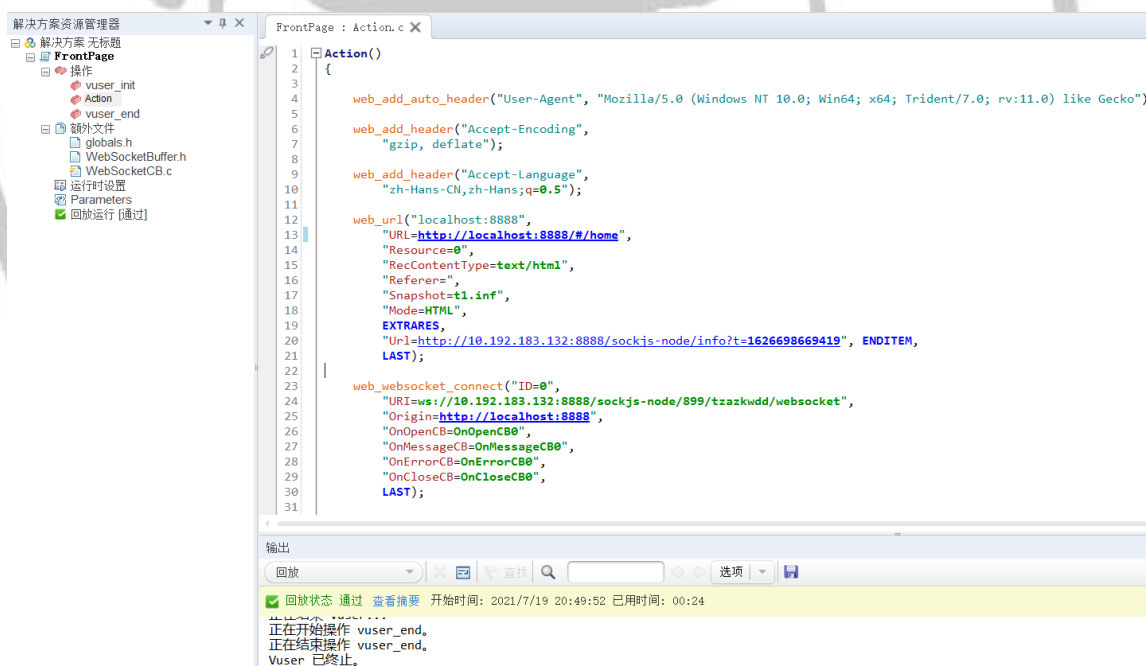 解决方案资源管理器
解决方案 无标题
FrontPage
操作
vuser_init
Action
vuser_end
额外文件
globals.h
WebSocketBuffer.h
WebSocketCB.c
运行时设置
Parameters
回放运行 [通过]
FrontPage : Action.c
1 Action()
2 {
3
4 web_add_auto_header("User-Agent", "Mozilla/5.0 (Windows NT 10.0; Win64; x64; Trident/7.0; rv:11.0) like Gecko")
5
6 web_add_header("Accept-Encoding",
7 "gzip, deflate");
8
9 web_add_header("Accept-Language",
10 "zh-Hans-CN,zh-Hans;q=0.5");
11
12 web_url("localhost:8888",
13 "URL=http://localhost:8888/#/home",
14 "Resource=0",
15 "RecContentType=text/html",
16 "Referer=",
17 "Snapshot=t1.inf",
18 "Mode=HTML",
19 EXTRARES,
20 "Url=http://10.192.183.132:8888/sockjs-node/info?t=1626698669419", ENDITEM,
21 LAST);
22
23 web_websocket_connect("ID=0",
24 "URI=ws://10.192.183.132:8888/sockjs-node/899/tzazkwdd/websocket",
25 "Origin=http://localhost:8888",
26 "OnOpenCB=OnOpenCB0",
27 "OnMessageCB=OnMessageCB0",
28 "OnErrorCB=OnErrorCB0",
29 "OnCloseCB=OnCloseCB0",
30 LAST);
31
输出
回放 查找 选项
回放状态 通过 查看摘要 开始时间: 2021/7/19 20:49:52 已用时间: 00:24
正在结束 Vuser...
正在开始操作 vuser_end。
正在结束操作 vuser_end。
Vuser 已终止。